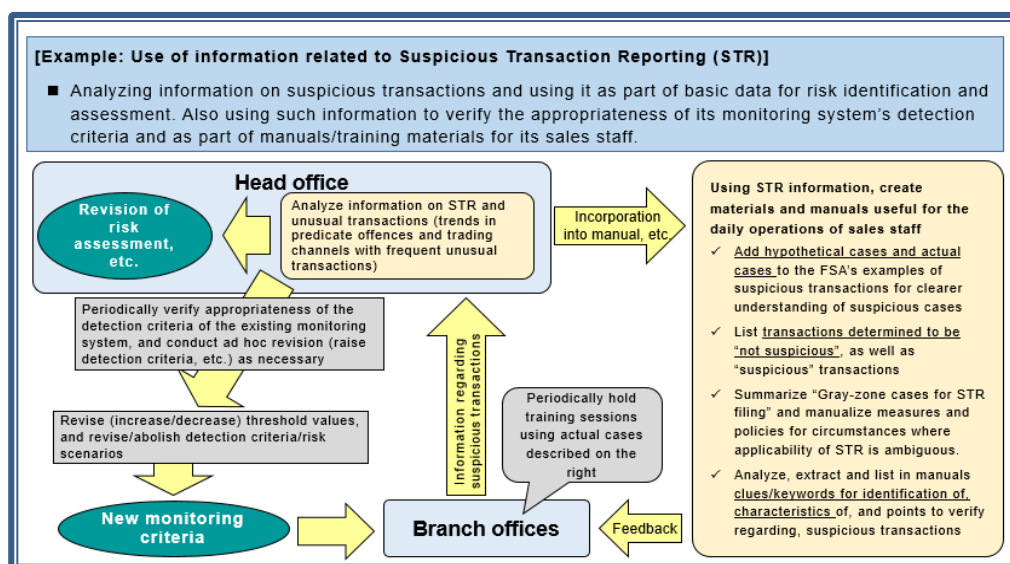 [Example: Use of information related to Suspicious Transaction Reporting (STR)]
■ Analyzing information on suspicious transactions and using it as part of basic data for risk identification and
assessment. Also using such information to verify the appropriateness of its monitoring system's detection
criteria and as part of manuals/training materials for its sales staff.
Head office
Revision of
risk
assessment,
etc.
Analyze information on STR and
unusual transactions (trends in
predicate offences and trading
channels with frequent unusual
transactions)
Incorporation
into manual, etc.
Periodically verify appropriateness of the
detection criteria of the existing monitoring
system, and conduct ad hoc revision (raise
detection criteria, etc.) as necessary
Revise (increase/decrease) threshold values,
and revise/abolish detection criteria/risk
scenarios
New monitoring
criteria
Information regarding
suspicious transactions
Periodically hold
training sessions
using actual cases
described on the
right
Branch offices
Feedback
Using STR information, create
materials and manuals useful for the
daily operations of sales staff
✓ Add hypothetical cases and actual
cases to the FSA's examples of
suspicious transactions for clearer
understanding of suspicious cases
✓ List transactions determined to be
"not suspicious", as well as
"suspicious" transactions
✓ Summarize "Gray-zone cases for STR
filing" and manualize measures and
policies for circumstances where
applicability of STR is ambiguous.
✓ Analyze, extract and list in manuals
clues/keywords for identification of,
characteristics of, and points to verify
regarding, suspicious transactions